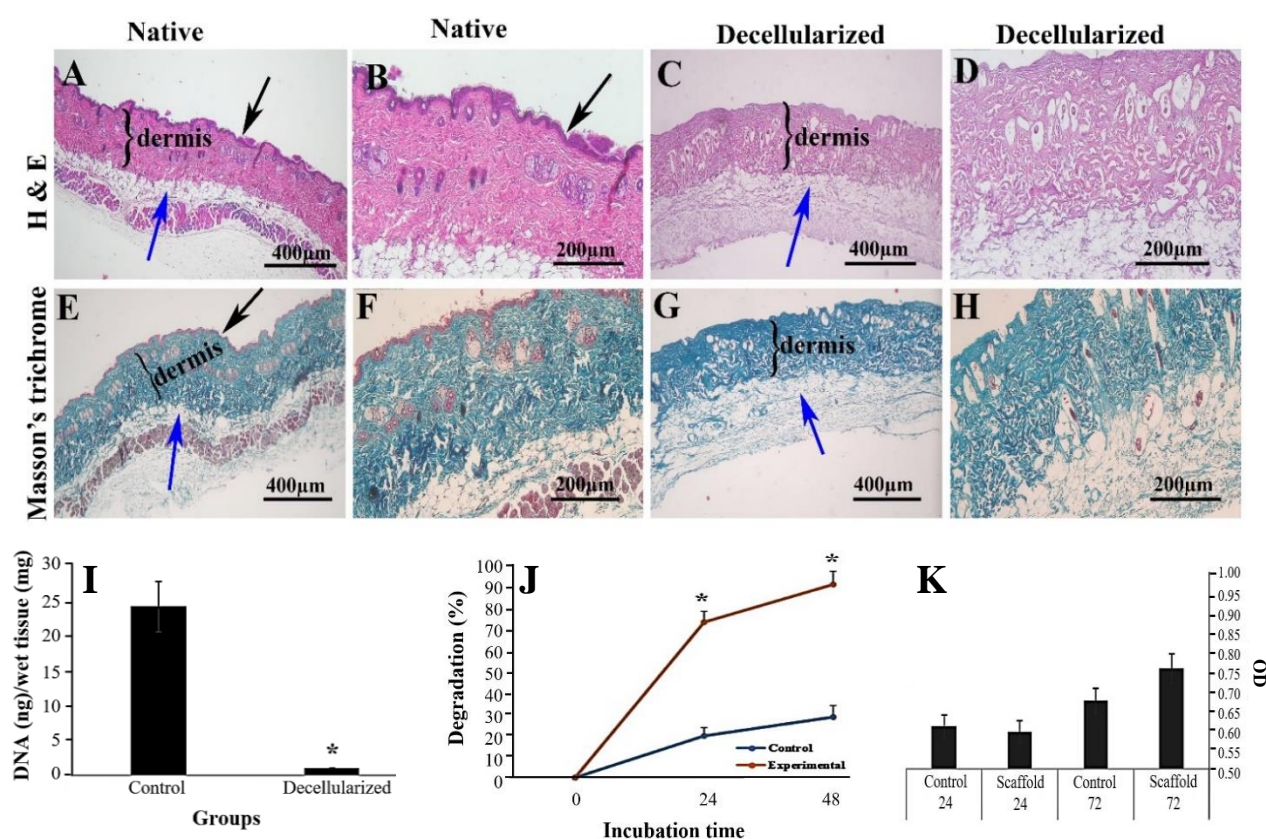 Native
Native
Decellularized
Decellularized
H & E
A
dermis
400µm
B
200µm
C
dermis
400µm
D
200µm
Masson's trichrome
E
dermis
400µm
F
200µm
G
dermis
400µm
H
200µm
I
DNA (ng)/wet tissue (mg)
30
25
20
15
10
5
0
*
Control
Decellularized
Groups
J
Degradation (%)
100
90
80
70
60
50
40
30
20
10
0
*
*
Control
Experimental
0
24
48
Incubation time
K
1.00
0.95
0.90
0.85
0.80
0.75
0.70
0.65
0.60
0.55
0.50
OD
Control
24
Scaffold
24
Control
72
Scaffold
72